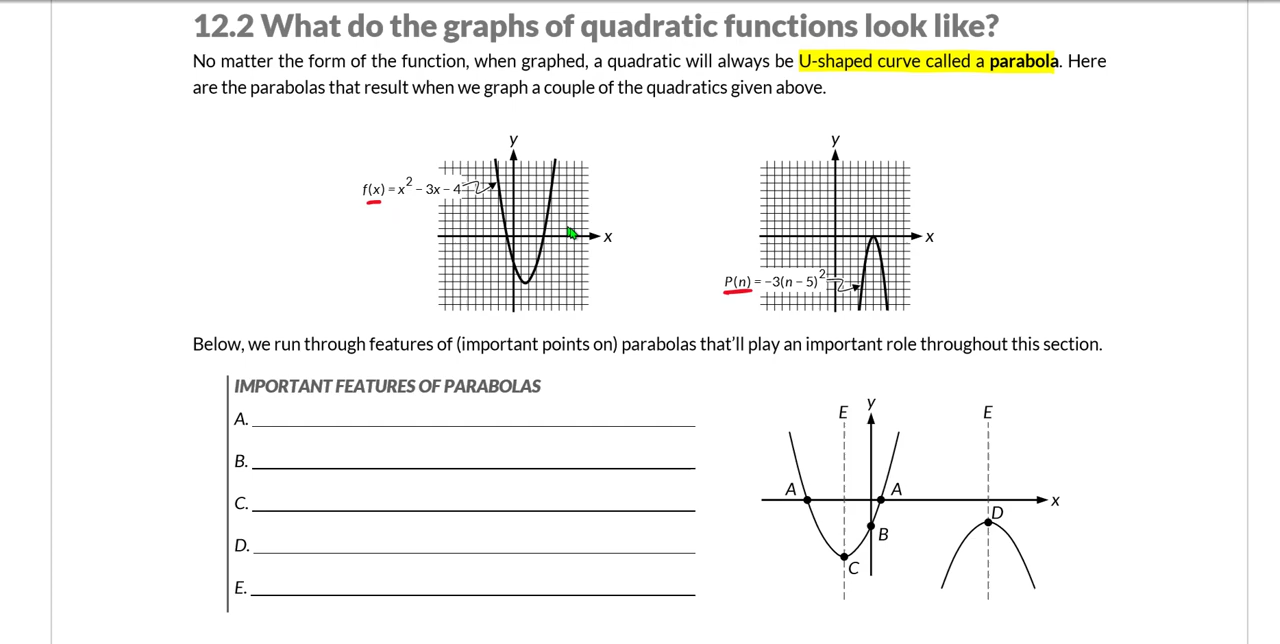 12.2 What do the graphs of quadratic functions look like?
No matter the form of the function, when graphed, a quadratic will always be U-shaped curve called a parabola. Here
are the parabolas that result when we graph a couple of the quadratics given above.
y
f(x) = x² – 3x – 4
x
y
P(n) = –3(n – 5)²
x
Below, we run through features of (important points on) parabolas that'll play an important role throughout this section.
IMPORTANT FEATURES OF PARABOLAS
A.
B.
C.
D.
E.
E
y
E
A
A
x
D
B
C